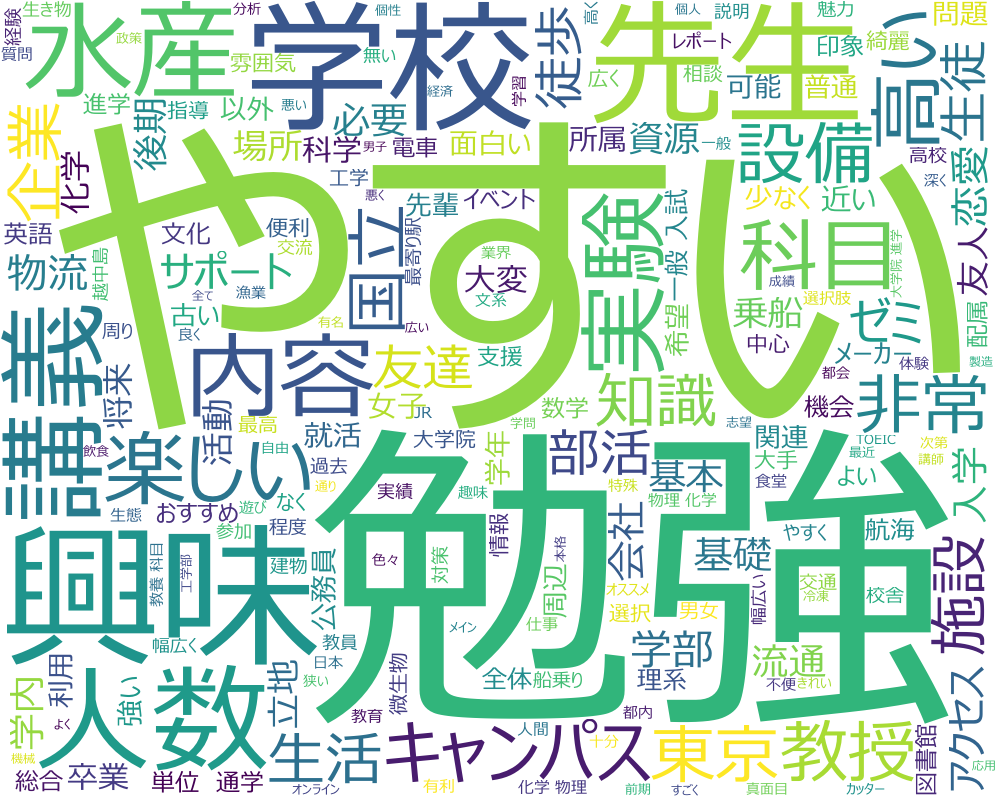 経験
生き物
分析
個性
高く
個人
説明
魅力
問題
質問
政策
水産
雰囲気
無い
学校
徒歩
先生
レポート
印象
綺麗
高い
生徒
悪い
経済
学習
広く
相談
可能
普通
進学
指導
以外
必要
企業
後期
場所
科学
男子
電車
面白い
所属
資源
設備
一般
高校
深く
恋愛
化学
工学
悪く
先輩
イベント
少なく
近い
英語
文化
便利
国立
最寄り駅
実験
科目
友人
物流
越中島
サポート
交流
業界
大変
一般 入試
大学院 進学
やすい
全て
漁業
文系
成績
選択肢
乗船
ゼミ
配属
古い
有名
広い
希望
中心
メーカー
体験
製造
周り
良く
内容
友達
支援
知識
都会
機会
非常
講義
将来
女子
JR
数学
学問
志望
活動
最高
就活
大学院
学年
部活
関連
TOEIC
次第
講師
飲食
楽しい
自由
過去
基本
大手
最近
食堂
よい
入学
通り
実績
趣味
特殊
物理 化学
生態
おすすめ
遊び
なく
程度
情報
会社
基礎
やすく
航海
施設
参加
興味
勉強
建物
公務員
色々
対策
本格
周辺
オススメ
選択
男女
幅広い
交通
冷凍
校舎
教養 科目
工学部
メイン
仕事
学部
流通
幅広く
教員
日本
狭い
微生物
全体
船乗り
理系
不便
きれい
学内
利用
強い
人数
立地
よく
教育
人間
都内
アクセス
機械
生活
キャンパス
十分
東京
教授
図書館
応用
総合
卒業
単位
通学
オンライン
有利
化学 物理
前期
すごく
真面目
カッター